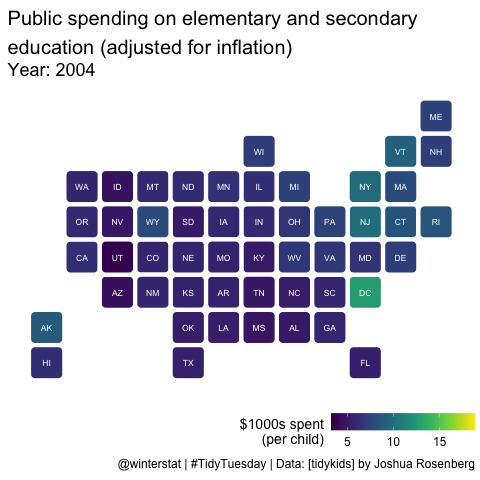 Public spending on elementary and secondary
education (adjusted for inflation)
Year: 2004
ME
WI VT NH
WA ID MT ND MN IL MI NY MA
OR NV WY SD IA IN OH PA NJ CT RI
CA UT CO NE MO KY WV VA MD DE
AZ NM KS AR TN NC SC DC
AK OK LA MS AL GA
HI TX FL
$1000s spent
(per child)
5 10 15
@winterstat | #TidyTuesday | Data: [tidykids] by Joshua Rosenberg